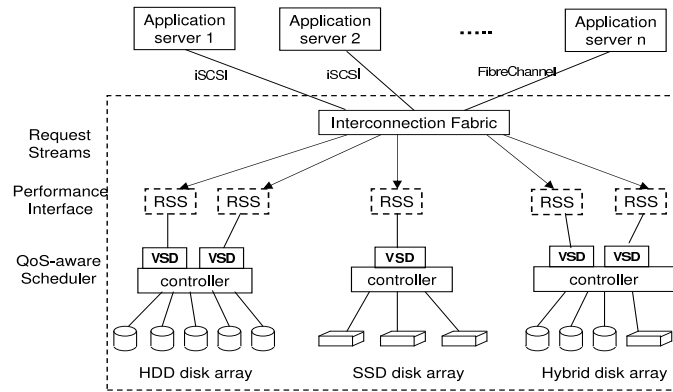 Application
server 1
Application
server 2
Application
server n
iSCSI
iSCSI
FibreChannel
Interconnection Fabric
Request
Streams
Performance
Interface
RSS
RSS
RSS
RSS
RSS
QoS-aware
Scheduler
VSD
VSD
VSD
VSD
VSD
controller
controller
controller
HDD disk array
SSD disk array
Hybrid disk array